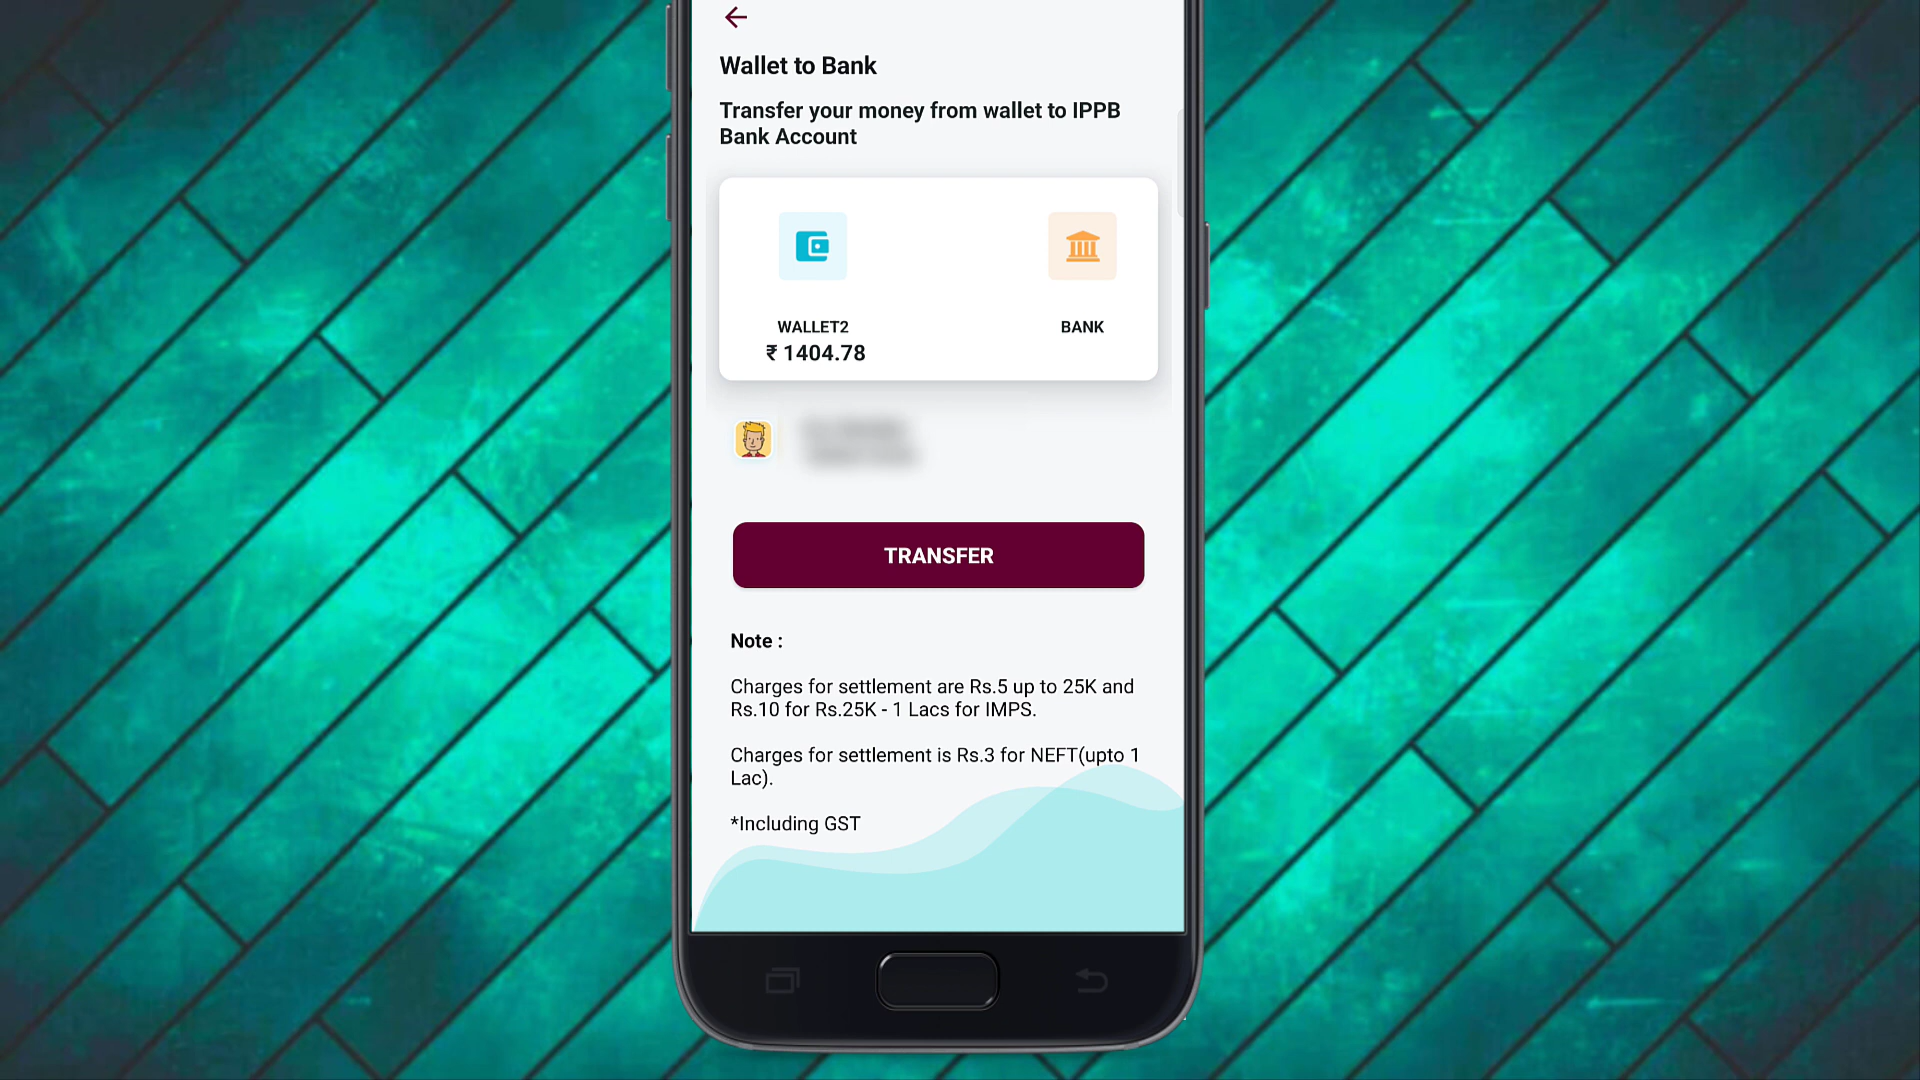 Wallet to Bank
Transfer your money from wallet to IPPB
Bank Account
WALLET2
BANK
₹ 1404.78
TRANSFER
Note :
Charges for settlement are Rs.5 up to 25K and
Rs.10 for Rs.25K - 1 Lacs for IMPS.
Charges for settlement is Rs.3 for NEFT(upto 1
Lac).
*Including GST